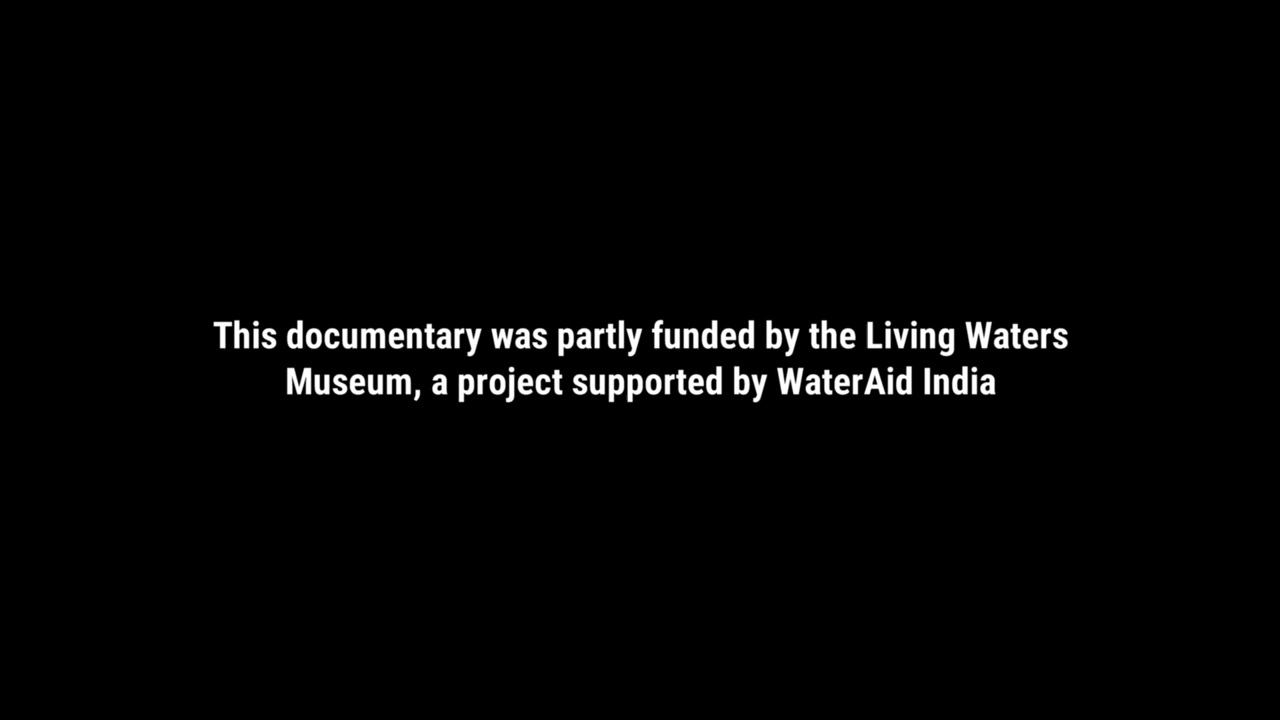 This documentary was partly funded by the Living Waters
Museum, a project supported by WaterAid India